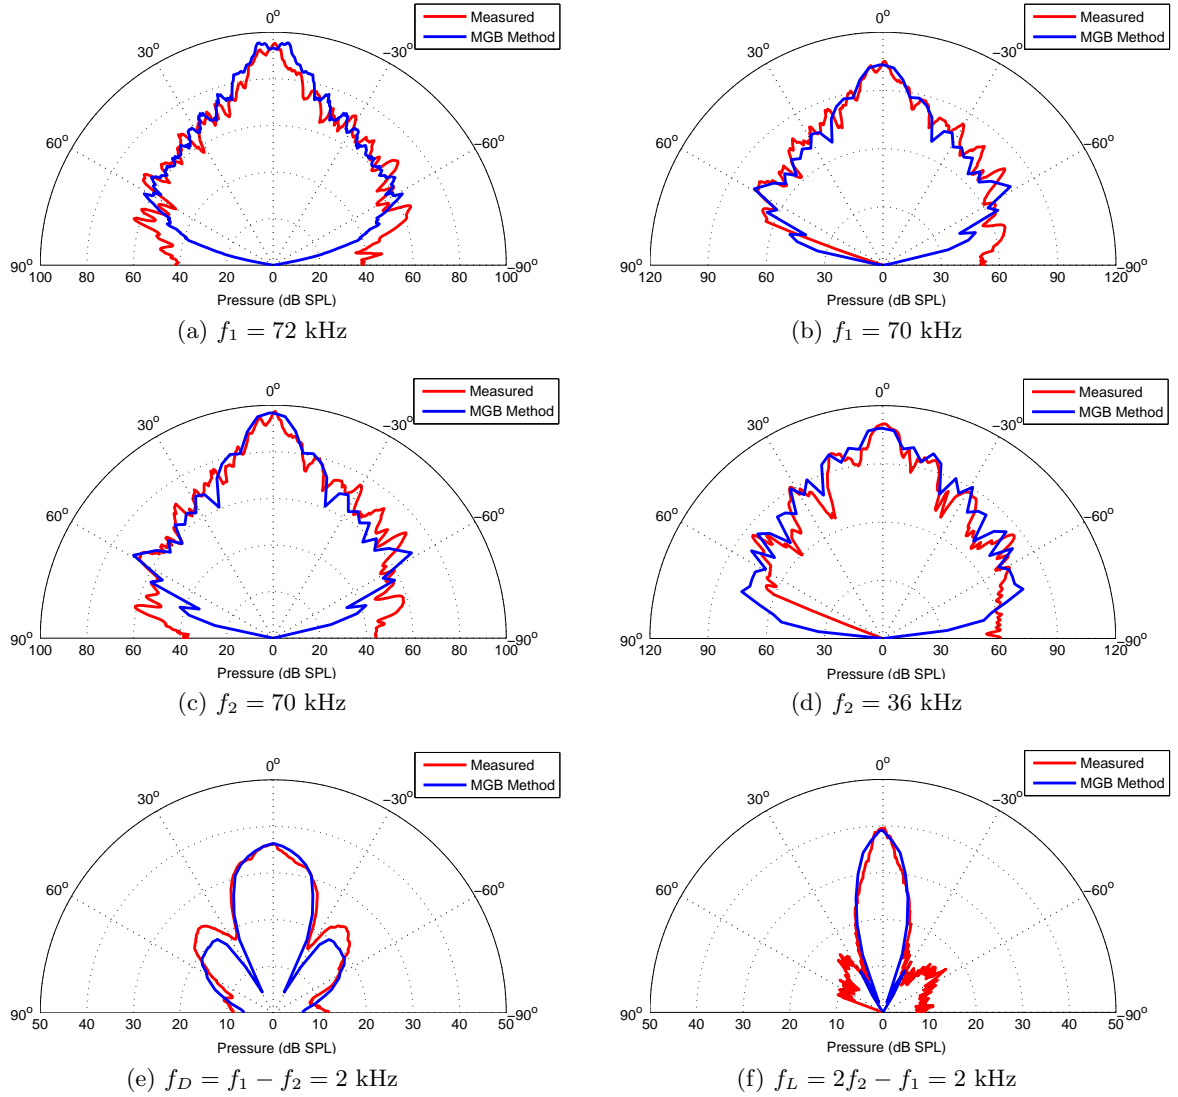 0° Measured
MGB Method
30° −30°
60° −60°
90° −90°
100 80 60 40 20 0 20 40 60 80 100
Pressure (dB SPL)
(a) f₁ = 72 kHz
0° Measured
MGB Method
30° −30°
60° −60°
90° −90°
120 90 60 30 0 30 60 90 120
Pressure (dB SPL)
(b) f₁ = 70 kHz
0° Measured
MGB Method
30° −30°
60° −60°
90° −90°
100 80 60 40 20 0 20 40 60 80 100
Pressure (dB SPL)
(c) f₂ = 70 kHz
0° Measured
MGB Method
30° −30°
60° −60°
90° −90°
120 90 60 30 0 30 60 90 120
Pressure (dB SPL)
(d) f₂ = 36 kHz
0° Measured
MGB Method
30° −30°
60° −60°
90° −90°
50 40 30 20 10 0 10 20 30 40 50
Pressure (dB SPL)
(e) f_D = f₁ − f₂ = 2 kHz
0° Measured
MGB Method
30° −30°
60° −60°
90° −90°
50 40 30 20 10 0 10 20 30 40 50
Pressure (dB SPL)
(f) f_L = 2f₂ − f₁ = 2 kHz